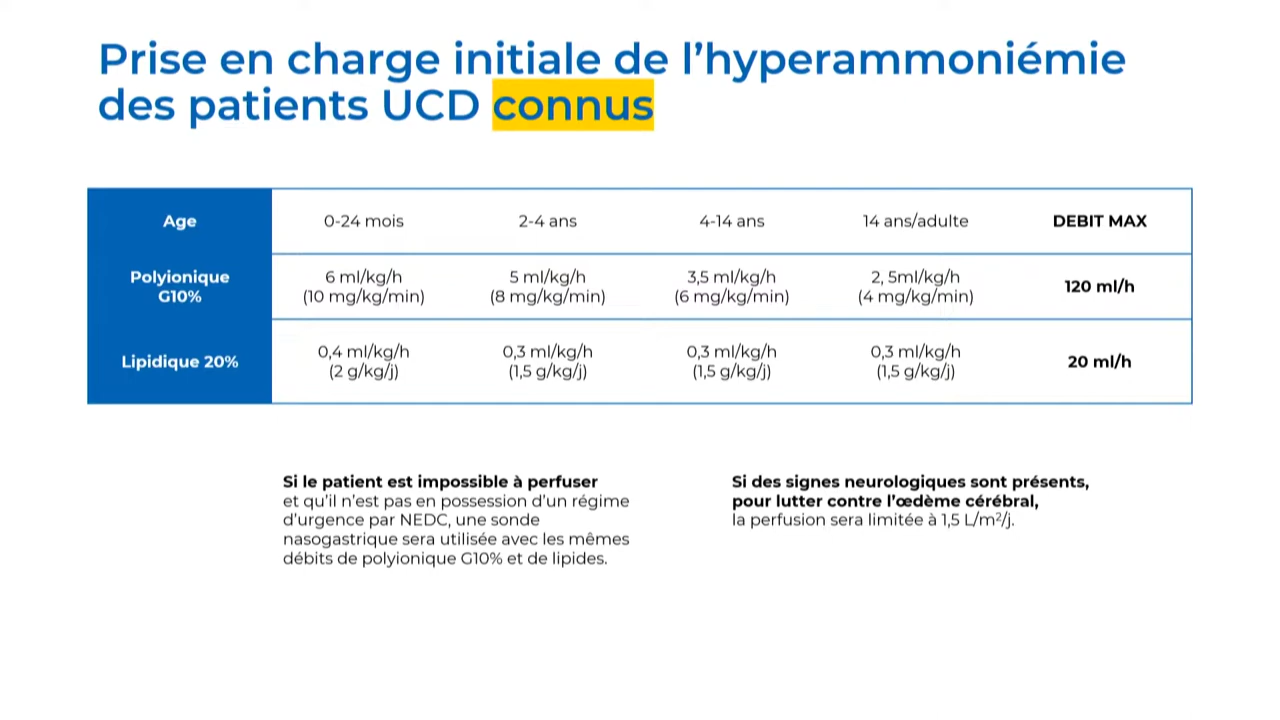 Prise en charge initiale de l’hyperammoniémie
des patients UCD connus
Age
0-24 mois
2-4 ans
4-14 ans
14 ans/adulte
DEBIT MAX
Polyionique
G10%
6 ml/kg/h
(10 mg/kg/min)
5 ml/kg/h
(8 mg/kg/min)
3,5 ml/kg/h
(6 mg/kg/min)
2, 5ml/kg/h
(4 mg/kg/min)
120 ml/h
Lipidique 20%
0,4 ml/kg/h
(2 g/kg/j)
0,3 ml/kg/h
(1,5 g/kg/j)
0,3 ml/kg/h
(1,5 g/kg/j)
0,3 ml/kg/h
(1,5 g/kg/j)
20 ml/h
Si le patient est impossible à perfuser
et qu’il n’est pas en possession d’un régime
d’urgence par NEDC, une sonde
nasogastrique sera utilisée avec les mêmes
débits de polyionique G10% et de lipides.
Si des signes neurologiques sont présents,
pour lutter contre l’œdème cérébral,
la perfusion sera limitée à 1,5 L/m²/j.